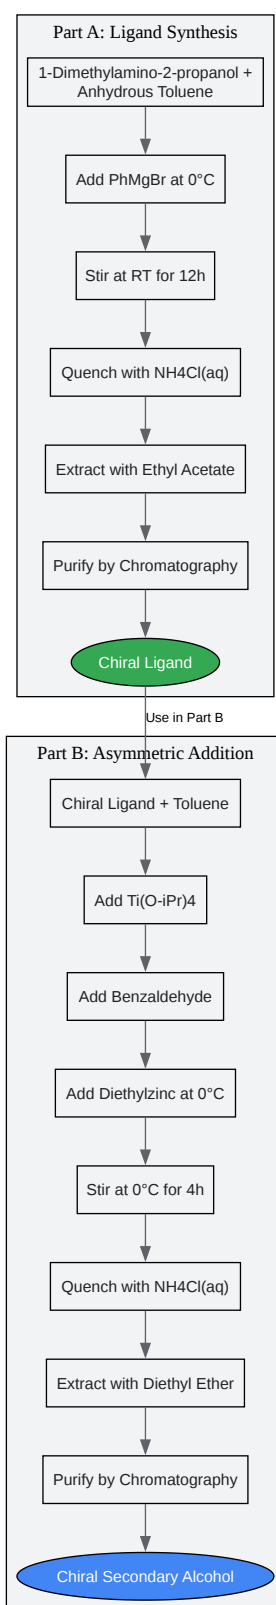 Part A: Ligand Synthesis
1-Dimethylamino-2-propanol +
Anhydrous Toluene
Add PhMgBr at 0°C
Stir at RT for 12h
Quench with NH4Cl(aq)
Extract with Ethyl Acetate
Purify by Chromatography
Chiral Ligand
Use in Part B
Part B: Asymmetric Addition
Chiral Ligand + Toluene
Add Ti(O-iPr)4
Add Benzaldehyde
Add Diethylzinc at 0°C
Stir at 0°C for 4h
Quench with NH4Cl(aq)
Extract with Diethyl Ether
Purify by Chromatography
Chiral Secondary Alcohol